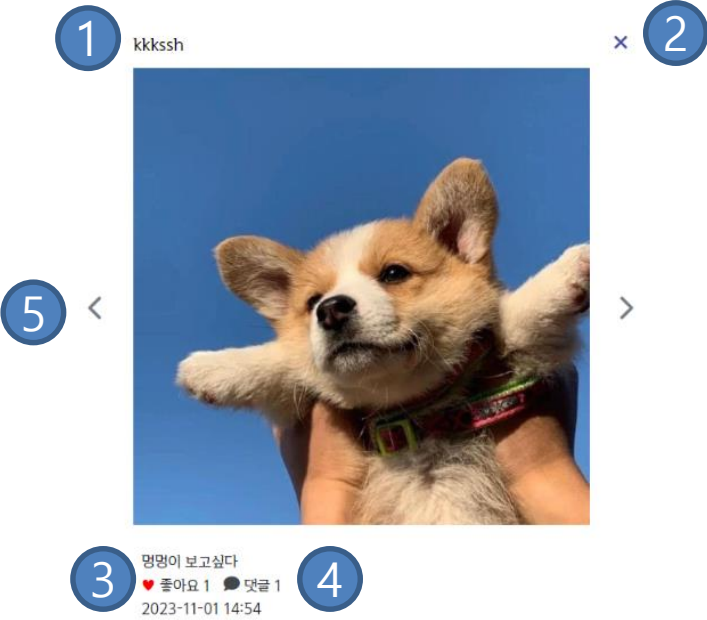 1 kkkssh × 2
5 < >
멍멍이 보고싶다
3 ♥ 좋아요 1 💬 댓글 1 4
2023-11-01 14:54